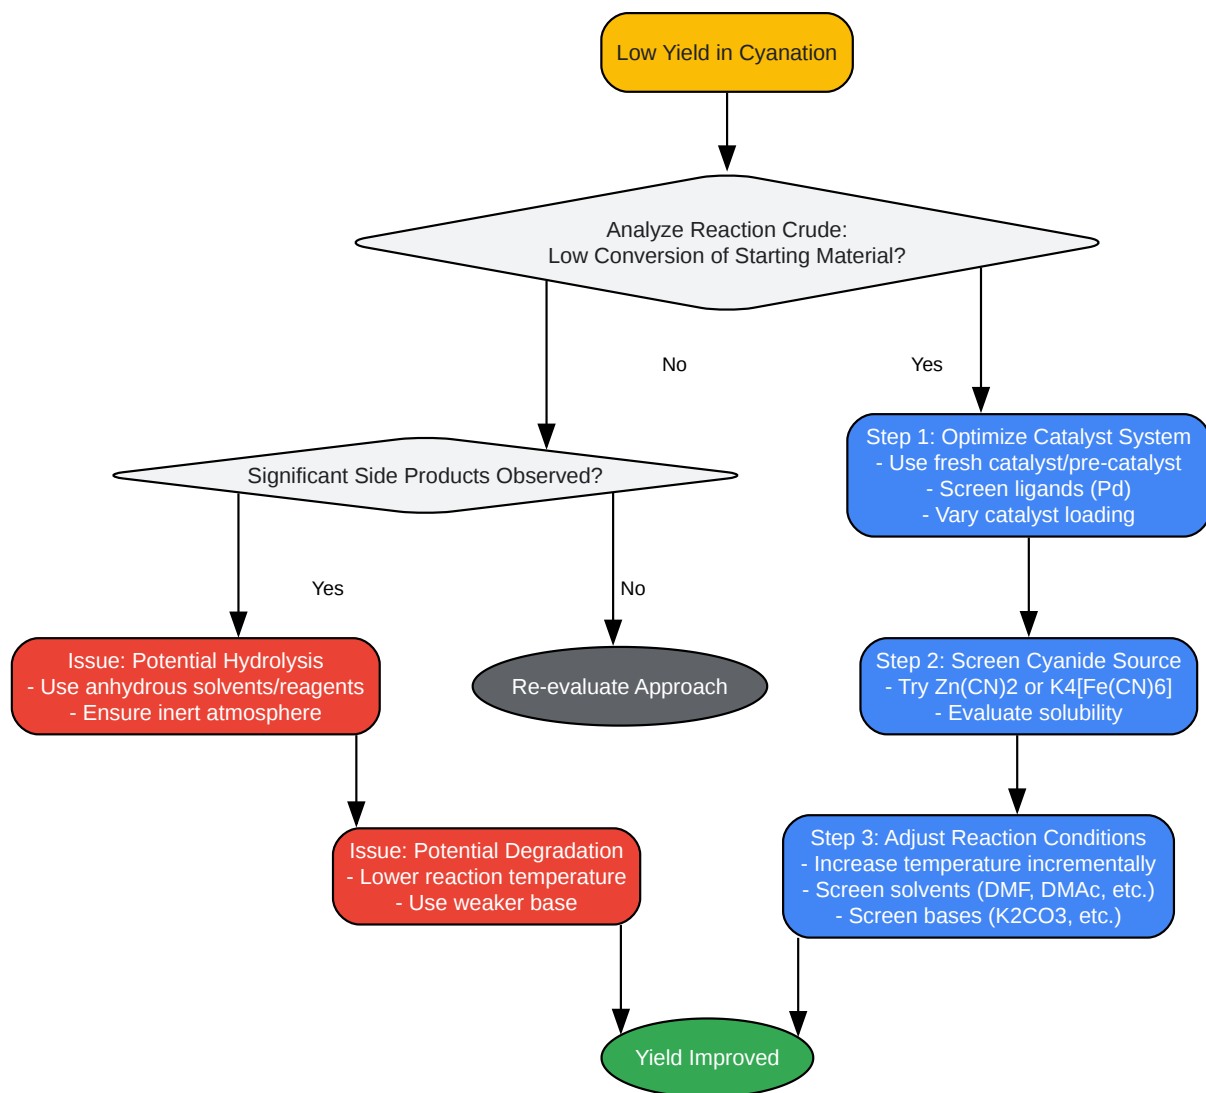 Low Yield in Cyanation
Analyze Reaction Crude:
Low Conversion of Starting Material?
No
Yes
Significant Side Products Observed?
Step 1: Optimize Catalyst System
- Use fresh catalyst/pre-catalyst
- Screen ligands (Pd)
- Vary catalyst loading
Yes
No
Issue: Potential Hydrolysis
- Use anhydrous solvents/reagents
- Ensure inert atmosphere
Re-evaluate Approach
Step 2: Screen Cyanide Source
- Try Zn(CN)2 or K4[Fe(CN)6]
- Evaluate solubility
Issue: Potential Degradation
- Lower reaction temperature
- Use weaker base
Step 3: Adjust Reaction Conditions
- Increase temperature incrementally
- Screen solvents (DMF, DMAc, etc.)
- Screen bases (K2CO3, etc.)
Yield Improved